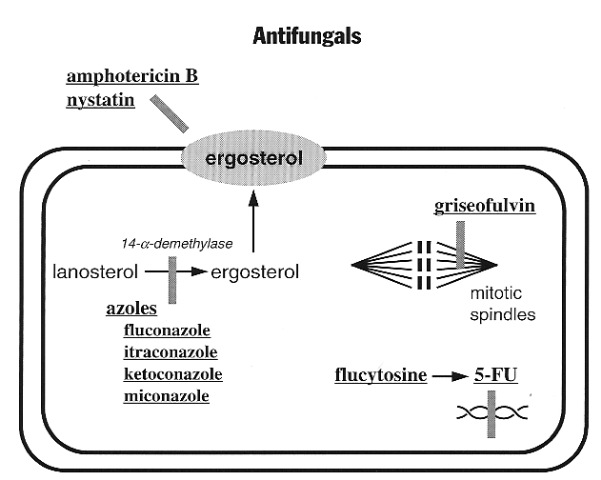 Antifungals
amphotericin B
nystatin
ergosterol
griseofulvin
14-α-demethylase
lanosterol
ergosterol
azoles
fluconazole
itraconazole
ketoconazole
miconazole
mitotic
spindles
flucytosine
5-FU